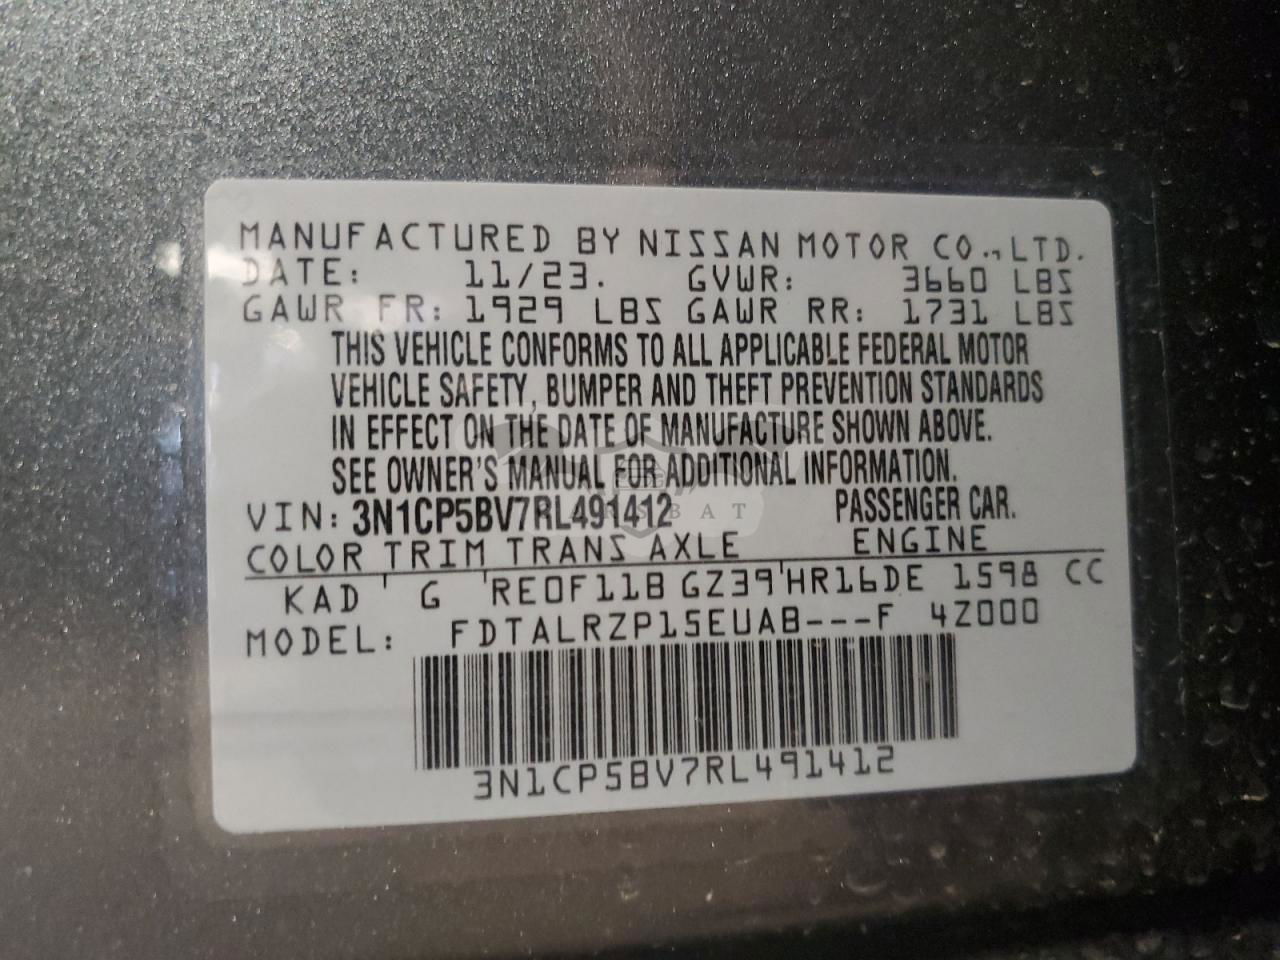 MANUFACTURED BY NISSAN MOTOR CO.,LTD.
DATE: 11/23. GVWR: 3660 LBS
GAWR FR: 1929 LBS GAWR RR: 1731 LBS
THIS VEHICLE CONFORMS TO ALL APPLICABLE FEDERAL MOTOR
VEHICLE SAFETY, BUMPER AND THEFT PREVENTION STANDARDS
IN EFFECT ON THE DATE OF MANUFACTURE SHOWN ABOVE.
SEE OWNER'S MANUAL FOR ADDITIONAL INFORMATION.
VIN: 3N1CP5BV7RL491412 PASSENGER CAR.
COLOR TRIM TRANS AXLE ENGINE
KAD ' G 'RE0F11B GZ39'HR16DE 1598 CC
MODEL: FDTALRZP15EUAB---F 4Z000
3N1CP5BV7RL491412